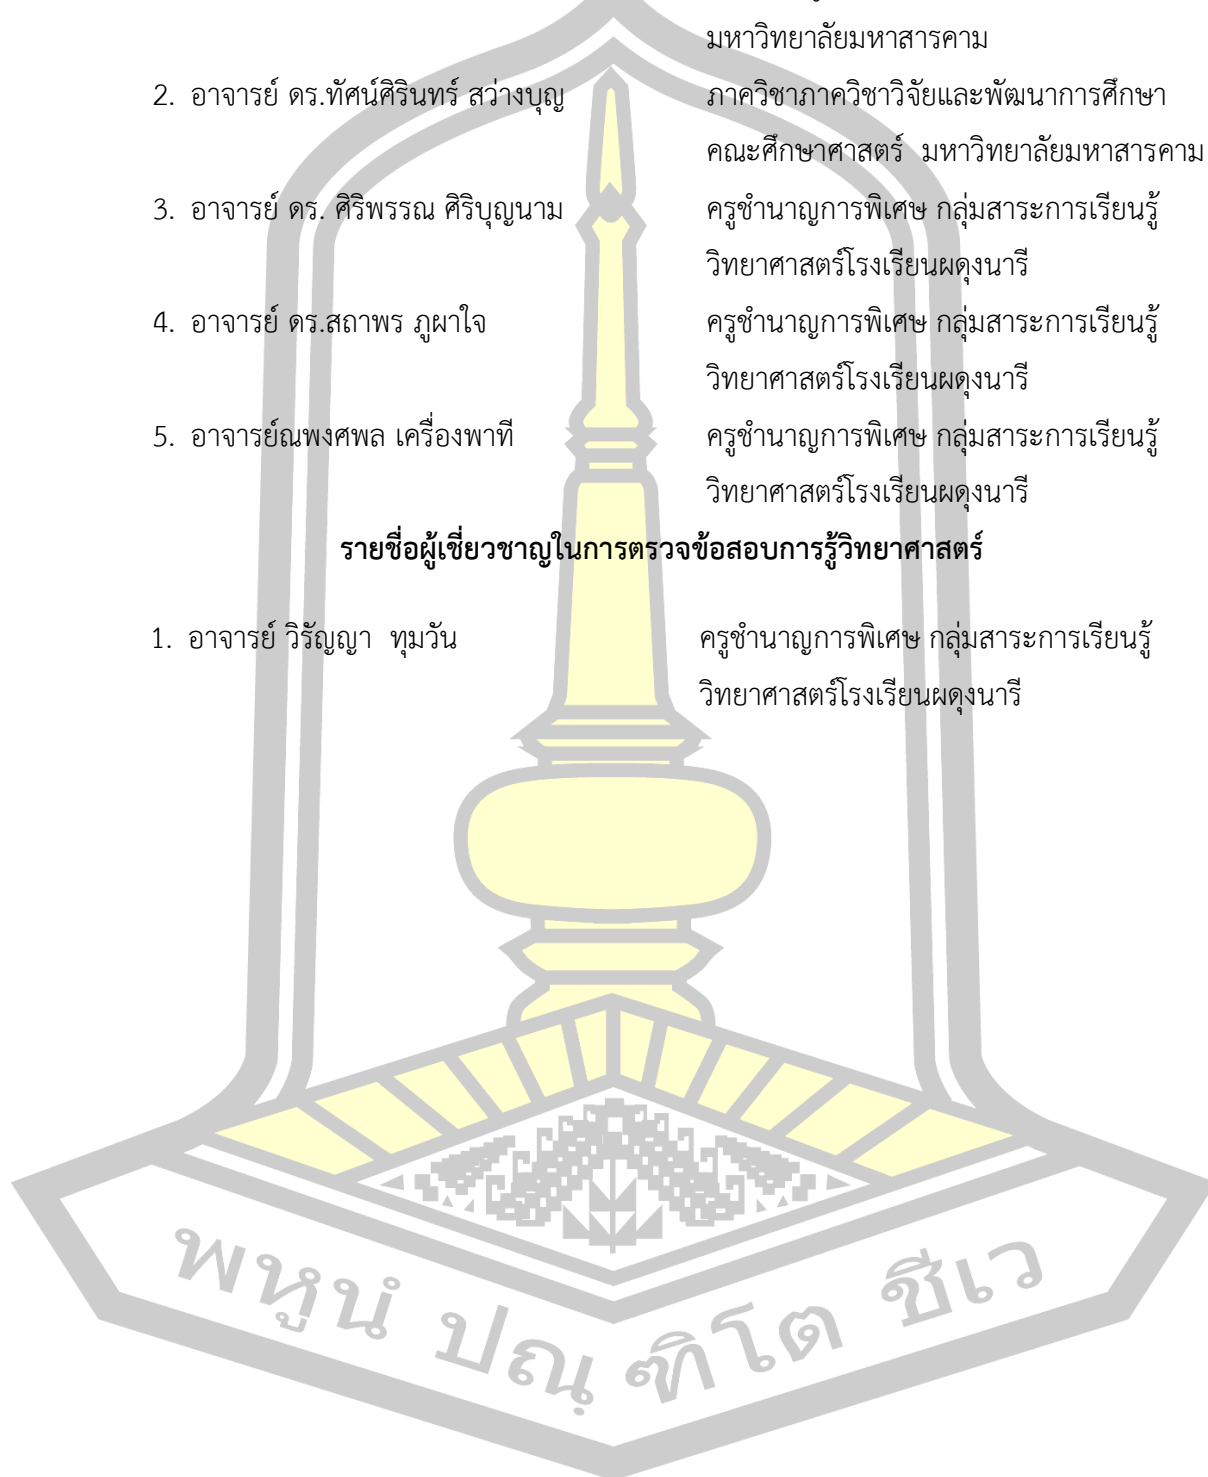 มหาวิทยาลัยมหาสารคาม
2. อาจารย์ ดร.ทัศน์ศิรินทร์ สว่างบุญ ภาควิชาภาควิชาวิจัยและพัฒนาการศึกษา
คณะศึกษาศาสตร์ มหาวิทยาลัยมหาสารคาม
3. อาจารย์ ดร. ศิริพรรณ ศิริบุญนาม ครูชำนาญการพิเศษ กลุ่มสาระการเรียนรู้
วิทยาศาสตร์โรงเรียนผดุงนารี
4. อาจารย์ ดร.สถาพร ภูผาใจ ครูชำนาญการพิเศษ กลุ่มสาระการเรียนรู้
วิทยาศาสตร์โรงเรียนผดุงนารี
5. อาจารย์ณพงศพล เครื่องพาที ครูชำนาญการพิเศษ กลุ่มสาระการเรียนรู้
วิทยาศาสตร์โรงเรียนผดุงนารี
รายชื่อผู้เชี่ยวชาญในการตรวจข้อสอบการรู้วิทยาศาสตร์
1. อาจารย์ วิรัญญา ทุมวัน ครูชำนาญการพิเศษ กลุ่มสาระการเรียนรู้
วิทยาศาสตร์โรงเรียนผดุงนารี
พหูนํ ปณฺ ฑิโต ชีเว